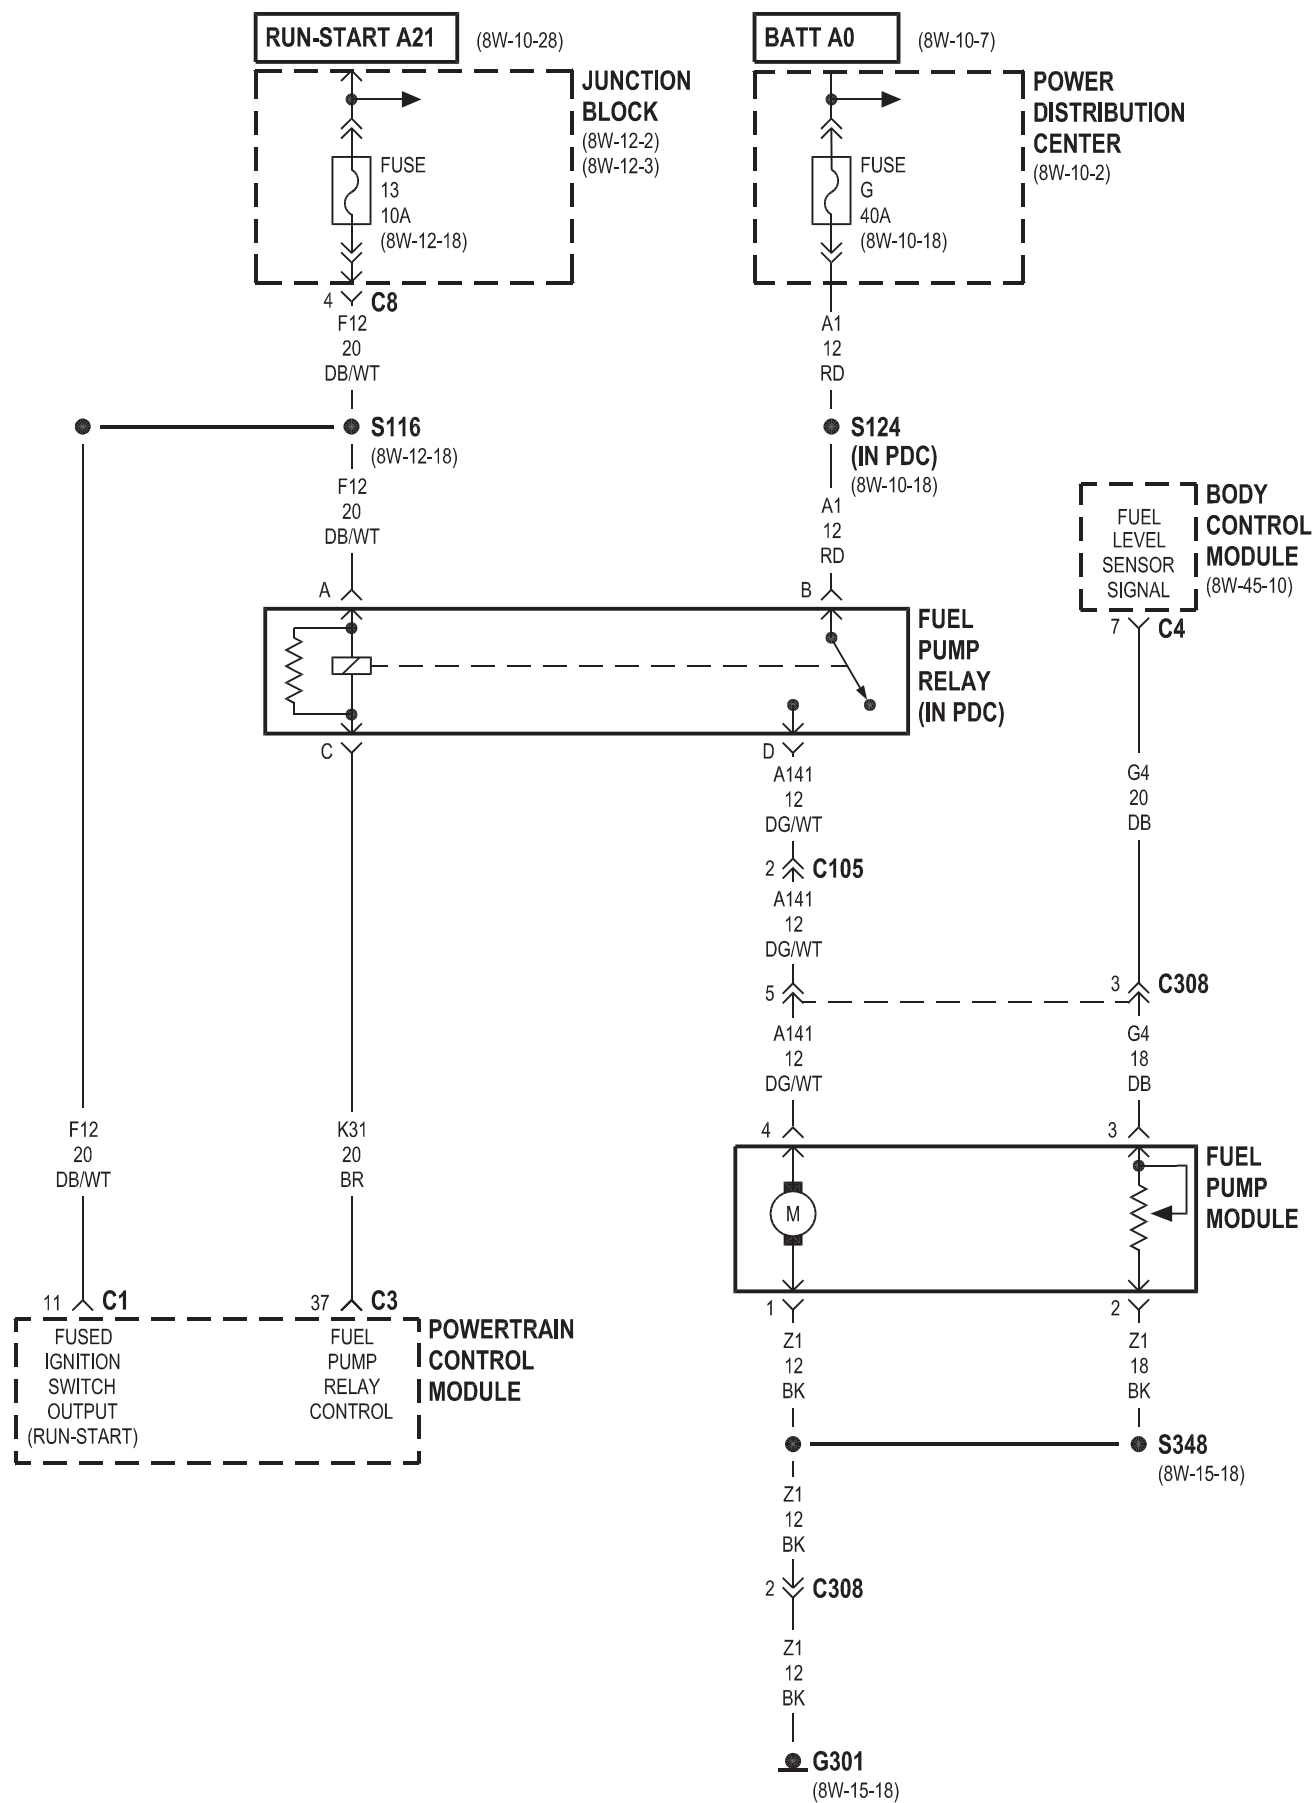 RUN-START A21
(8W-10-28)
BATT A0
(8W-10-7)
JUNCTION
BLOCK
(8W-12-2)
(8W-12-3)
FUSE
13
10A
(8W-12-18)
POWER
DISTRIBUTION
CENTER
(8W-10-2)
FUSE
G
40A
(8W-10-18)
4
C8
F12
20
DB/WT
A1
12
RD
S116
(8W-12-18)
S124
(IN PDC)
(8W-10-18)
F12
20
DB/WT
A1
12
RD
BODY
CONTROL
MODULE
(8W-45-10)
FUEL
LEVEL
SENSOR
SIGNAL
A
B
7
C4
FUEL
PUMP
RELAY
(IN PDC)
C
D
A141
12
DG/WT
G4
20
DB
2
C105
A141
12
DG/WT
5
3
C308
A141
12
DG/WT
G4
18
DB
F12
20
DB/WT
K31
20
BR
4
3
FUEL
PUMP
MODULE
M
11
C1
37
C3
1
2
FUSED
IGNITION
SWITCH
OUTPUT
(RUN-START)
FUEL
PUMP
RELAY
CONTROL
POWERTRAIN
CONTROL
MODULE
Z1
12
BK
Z1
18
BK
S348
(8W-15-18)
Z1
12
BK
2
C308
Z1
12
BK
G301
(8W-15-18)